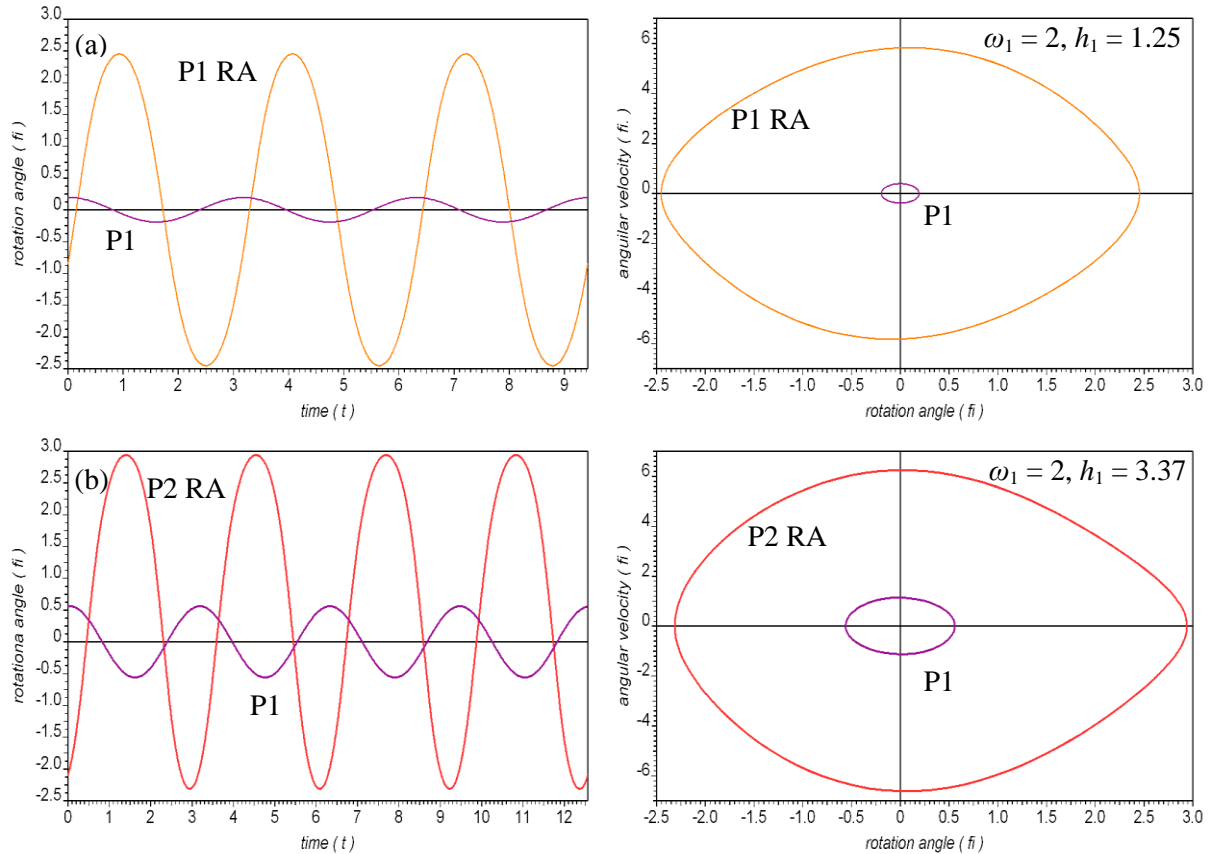 3.0
2.5
2.0
1.5
1.0
0.5
0
-0.5
-1.0
-1.5
-2.0
-2.5
rotation angle ( fi )
(a)
P1 RA
P1
0 1 2 3 4 5 6 7 8 9
time ( t )
6
4
2
0
-2
-4
-6
anguilar velocity ( fi. )
ω1 = 2, h1 = 1.25
P1 RA
P1
-2.5 -2.0 -1.5 -1.0 -0.5 0 0.5 1.0 1.5 2.0 2.5 3.0
rotation angle ( fi )
3.0
2.5
2.0
1.5
1.0
0.5
0
-0.5
-1.0
-1.5
-2.0
-2.5
rotationa angle ( fi )
(b)
P2 RA
P1
0 1 2 3 4 5 6 7 8 9 10 11 12
time ( t )
6
4
2
0
-2
-4
-6
angular velocity ( fi )
ω1 = 2, h1 = 3.37
P2 RA
P1
-2.5 -2.0 -1.5 -1.0 -0.5 0 0.5 1.0 1.5 2.0 2.5 3.0
rotation angle ( fi )